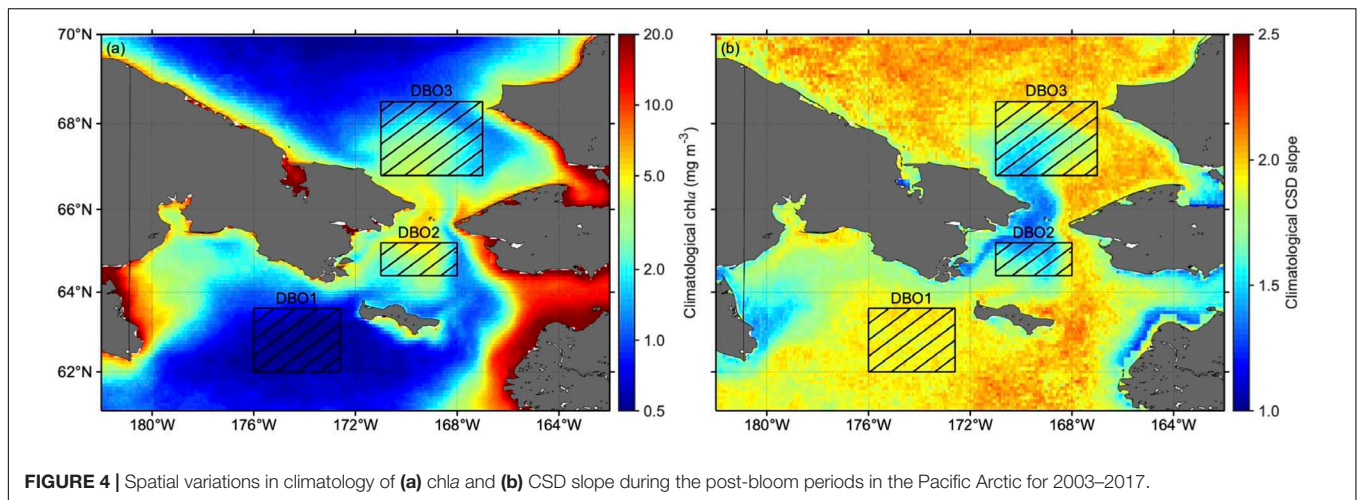 (a)
DBO3
DBO2
DBO1
70°N
68°N
66°N
64°N
62°N
180°W
176°W
172°W
168°W
164°W
20.0
10.0
5.0
2.0
1.0
0.5
Climatological chla (mg m⁻³)
(b)
DBO3
DBO2
DBO1
180°W
176°W
172°W
168°W
164°W
2.5
2.0
1.5
1.0
Climatological CSD slope
FIGURE 4 | Spatial variations in climatology of (a) chla and (b) CSD slope during the post-bloom periods in the Pacific Arctic for 2003–2017.